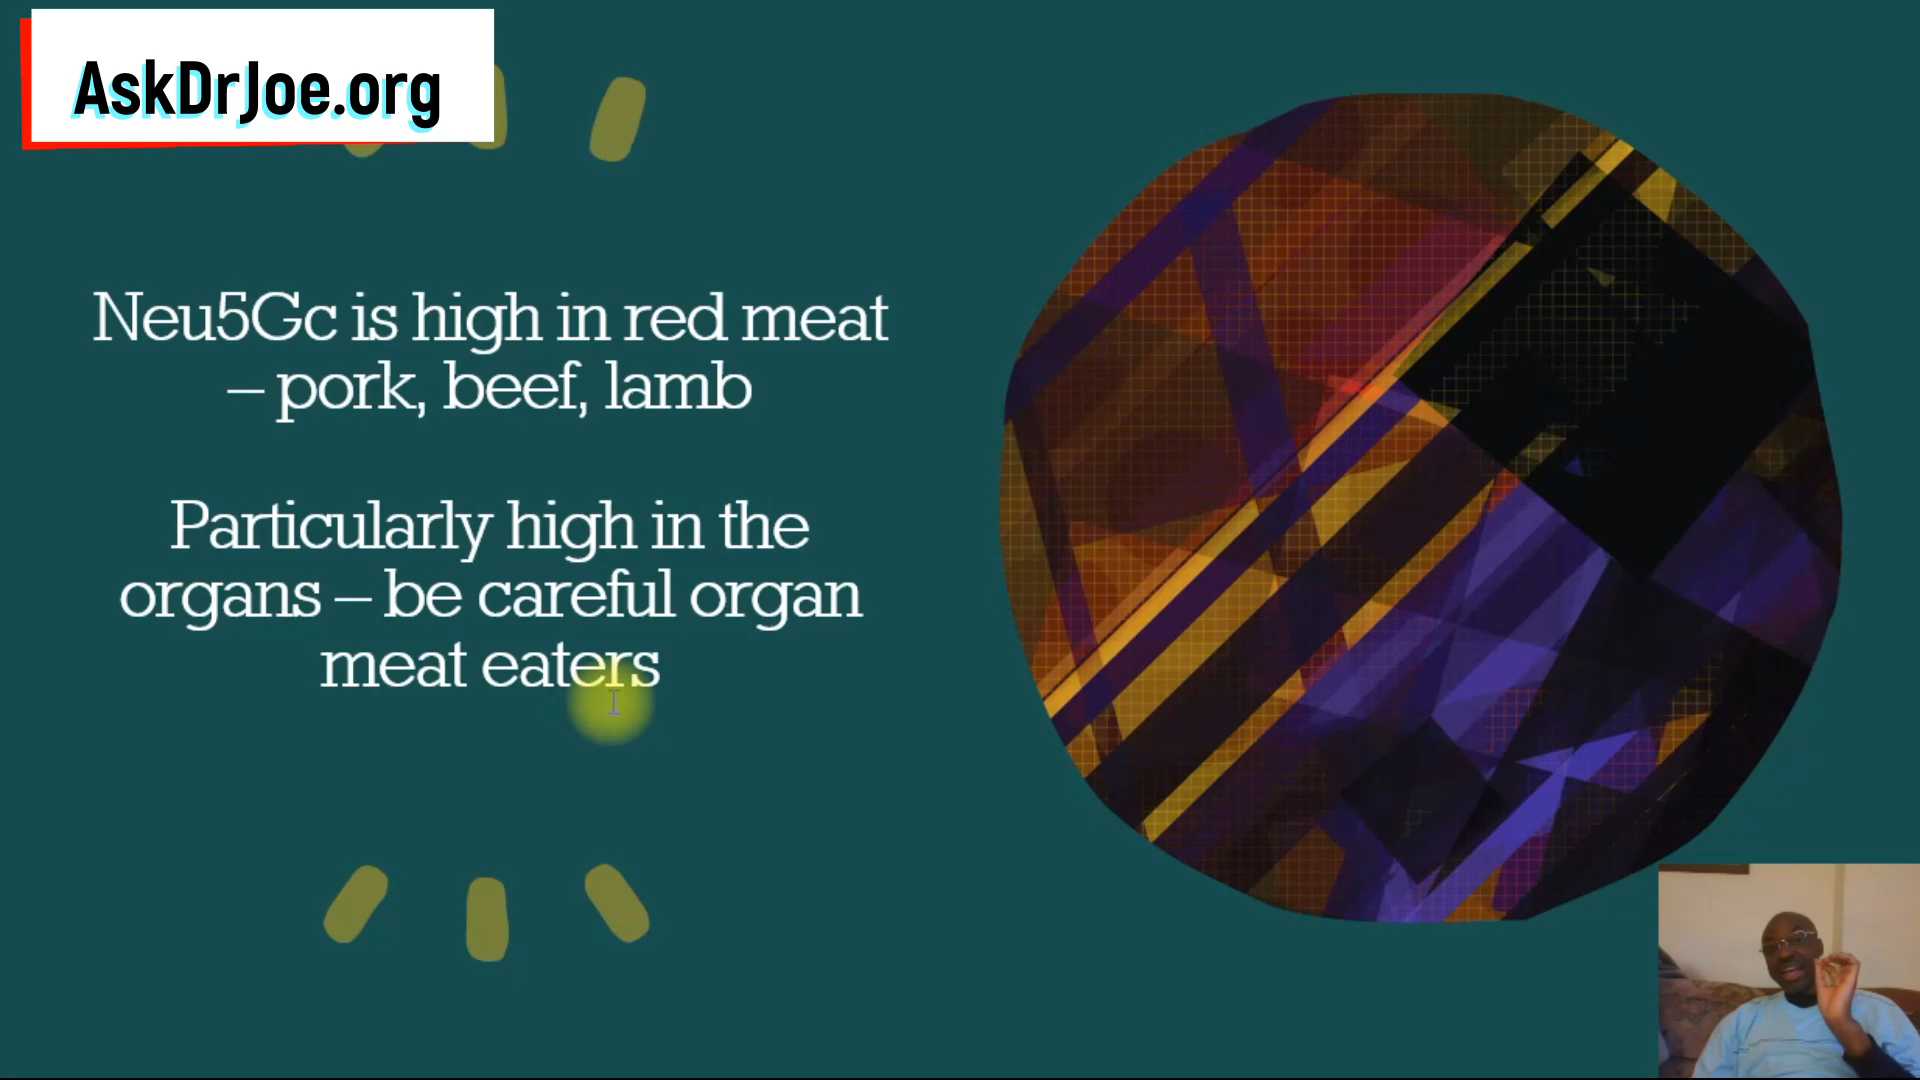 AskDrJoe.org
Neu5Gc is high in red meat
– pork, beef, lamb
Particularly high in the
organs – be careful organ
meat eaters